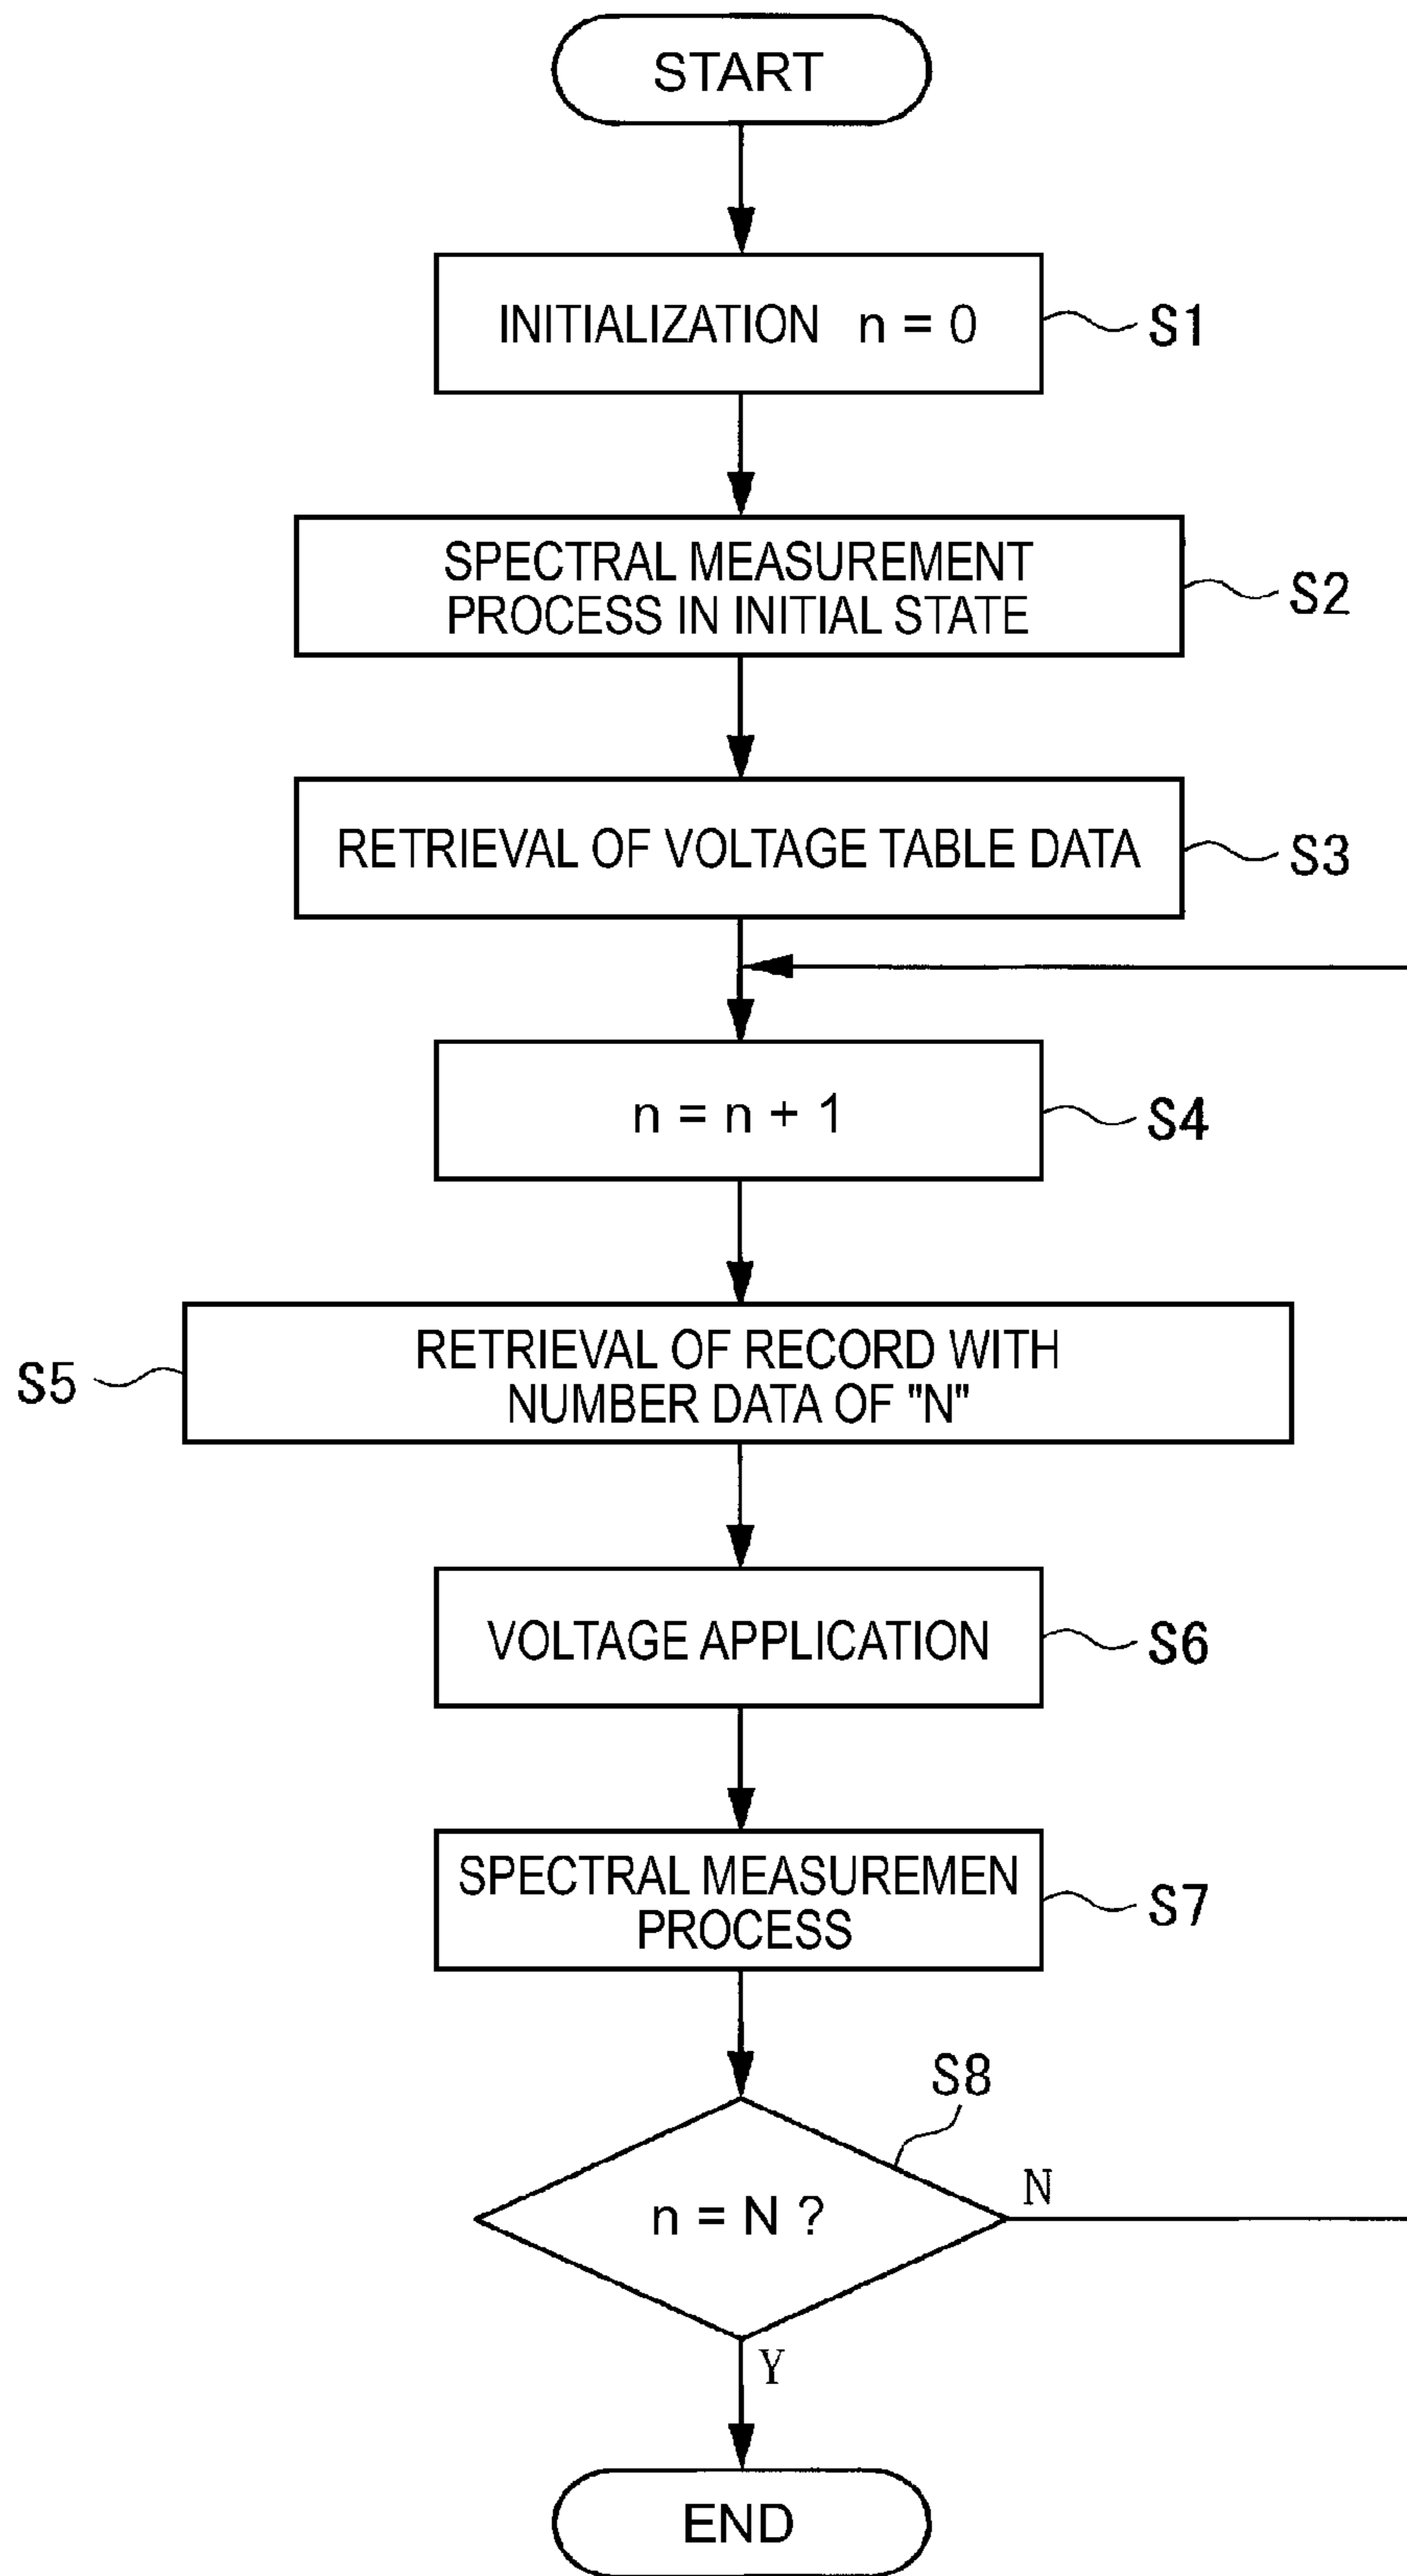 START
INITIALIZATION n = 0
S1
SPECTRAL MEASUREMENT
PROCESS IN INITIAL STATE
S2
RETRIEVAL OF VOLTAGE TABLE DATA
S3
n = n + 1
S4
RETRIEVAL OF RECORD WITH
NUMBER DATA OF "N"
S5
VOLTAGE APPLICATION
S6
SPECTRAL MEASUREMEN
PROCESS
S7
S8
n = N ?
N
Y
END